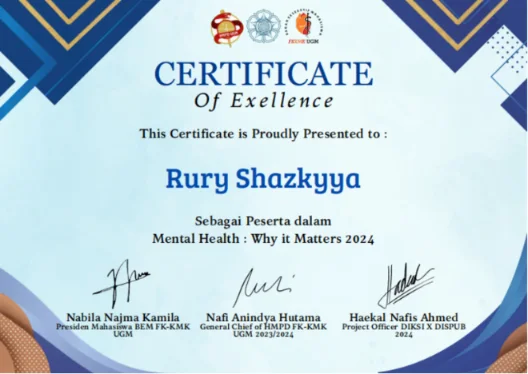 JEUNE UGM
CERTIFICATE
Of Exellence
This Certificate is Proudly Presented to :
Rury Shazkyya
Sebagai Peserta dalam
Mental Health : Why it Matters 2024
Nabila Najma Kamila
Presiden Mahasiswa BEM FK-KMK
UGM
Nafi Anindya Hutama
General Chief of HMPD FK-KMK
UGM 2023/2024
Haekal Nafis Ahmed
Project Officer DIKSI X DISPUB
2024